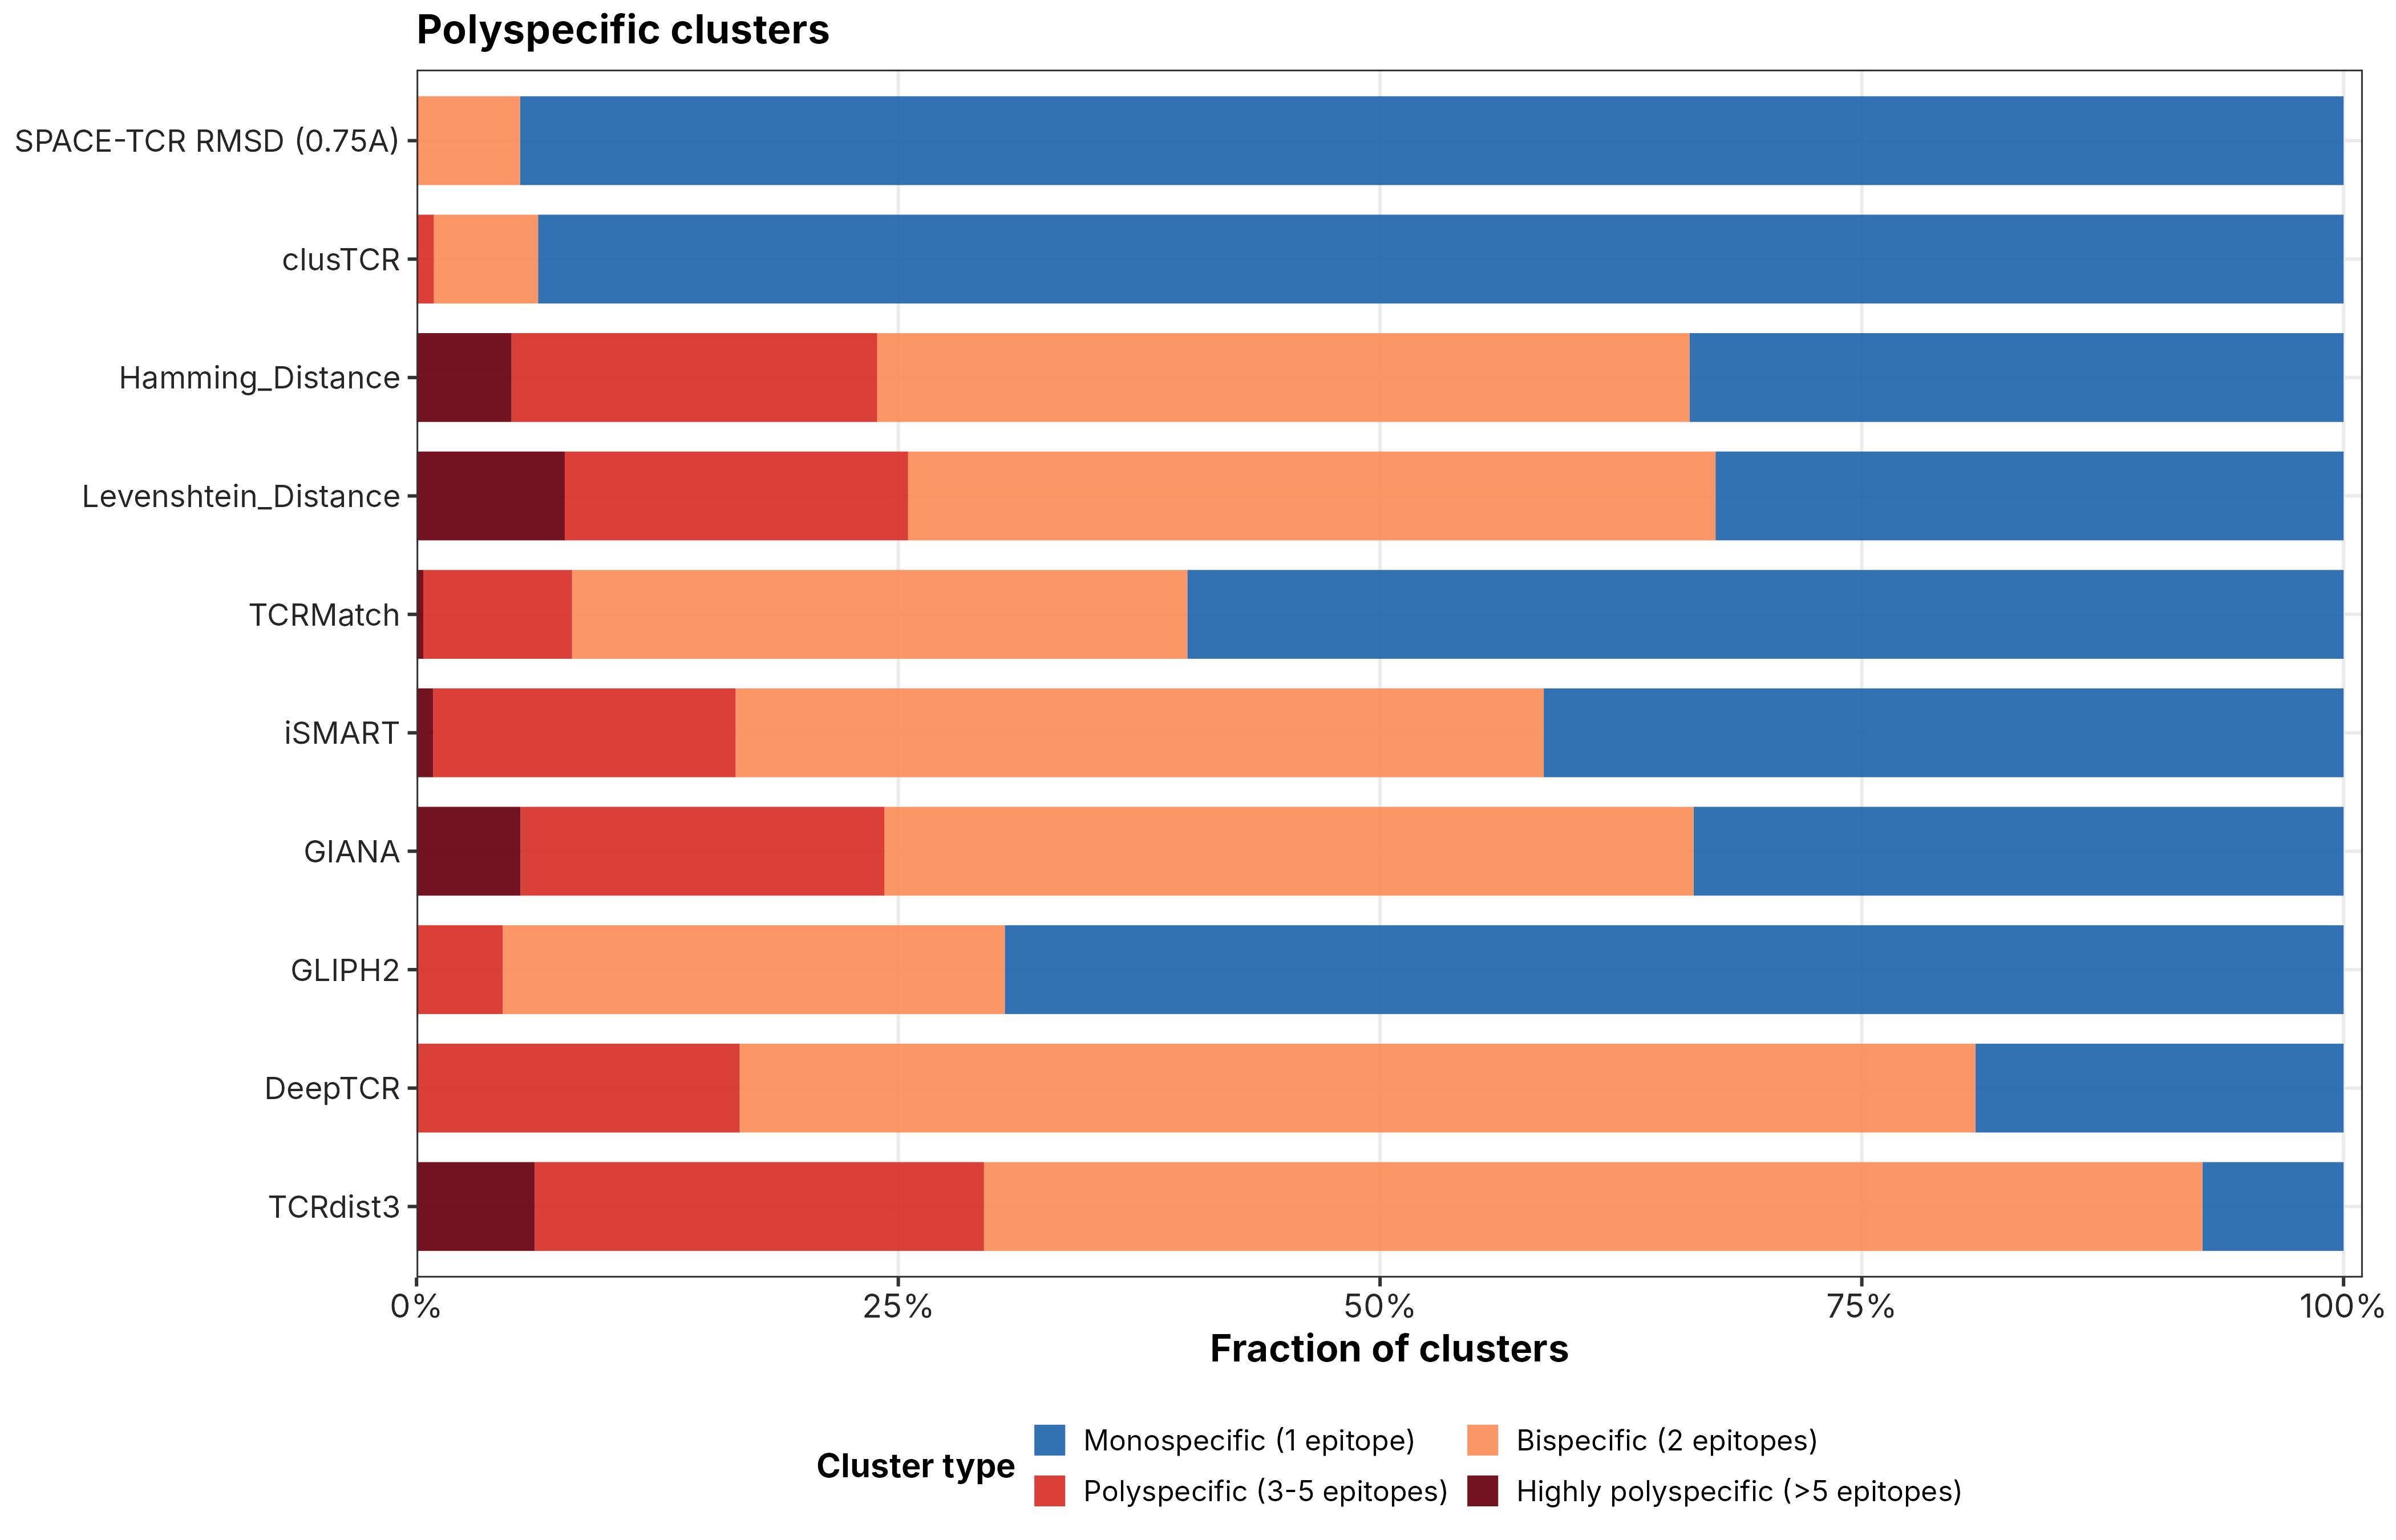 Polyspecific clusters
SPACE-TCR RMSD (0.75A)
clusTCR
Hamming_Distance
Levenshtein_Distance
TCRMatch
iSMART
GIANA
GLIPH2
DeepTCR
TCRdist3
0% 25% 50% 75% 100%
Fraction of clusters
Cluster type
Monospecific (1 epitope) Bispecific (2 epitopes)
Polyspecific (3-5 epitopes) Highly polyspecific (>5 epitopes)